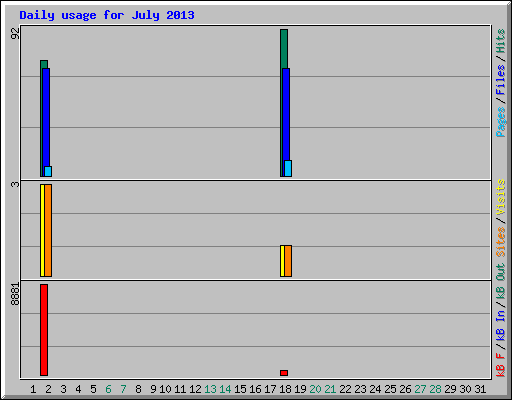 Daily usage for July 2013
92
3
8881
Pages / Files / Hits
Sites / Visits
kB F / kB In / kB Out
1 2 3 4 5 6 7 8 9 10 11 12 13 14 15 16 17 18 19 20 21 22 23 24 25 26 27 28 29 30 31